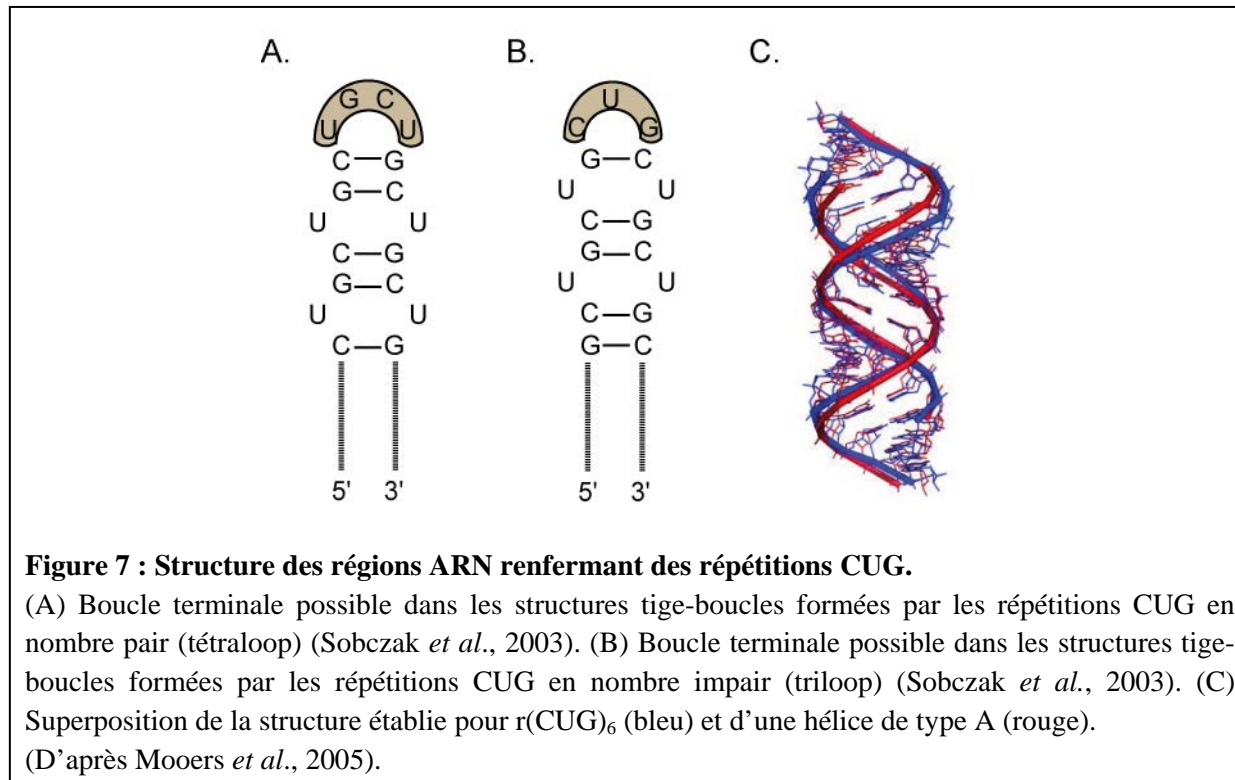 A. B. C.
G C U
U U C G
C—G G—C
G—C
U U U U
C—G
C—G G—C
G—C U U
U U C—G
C—G G—C
5' 3' 5' 3'
Figure 7 : Structure des régions ARN renfermant des répétitions CUG.
(A) Boucle terminale possible dans les structures tige-boucles formées par les répétitions CUG en
nombre pair (tétraloop) (Sobczak et al., 2003). (B) Boucle terminale possible dans les structures tige-
boucles formées par les répétitions CUG en nombre impair (triloop) (Sobczak et al., 2003). (C)
Superposition de la structure établie pour r(CUG)₆ (bleu) et d’une hélice de type A (rouge).
(D’après Mooers et al., 2005).